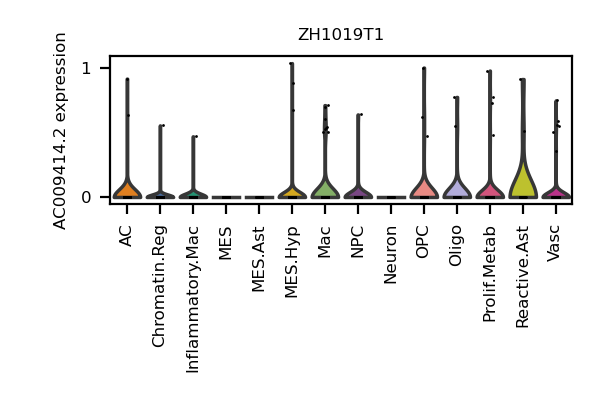 ZH1019T1
AC009414.2 expression
1
0
AC
Chromatin.Reg
Inflammatory.Mac
MES
MES.Ast
MES.Hyp
Mac
NPC
Neuron
OPC
Oligo
Prolif.Metab
Reactive.Ast
Vasc